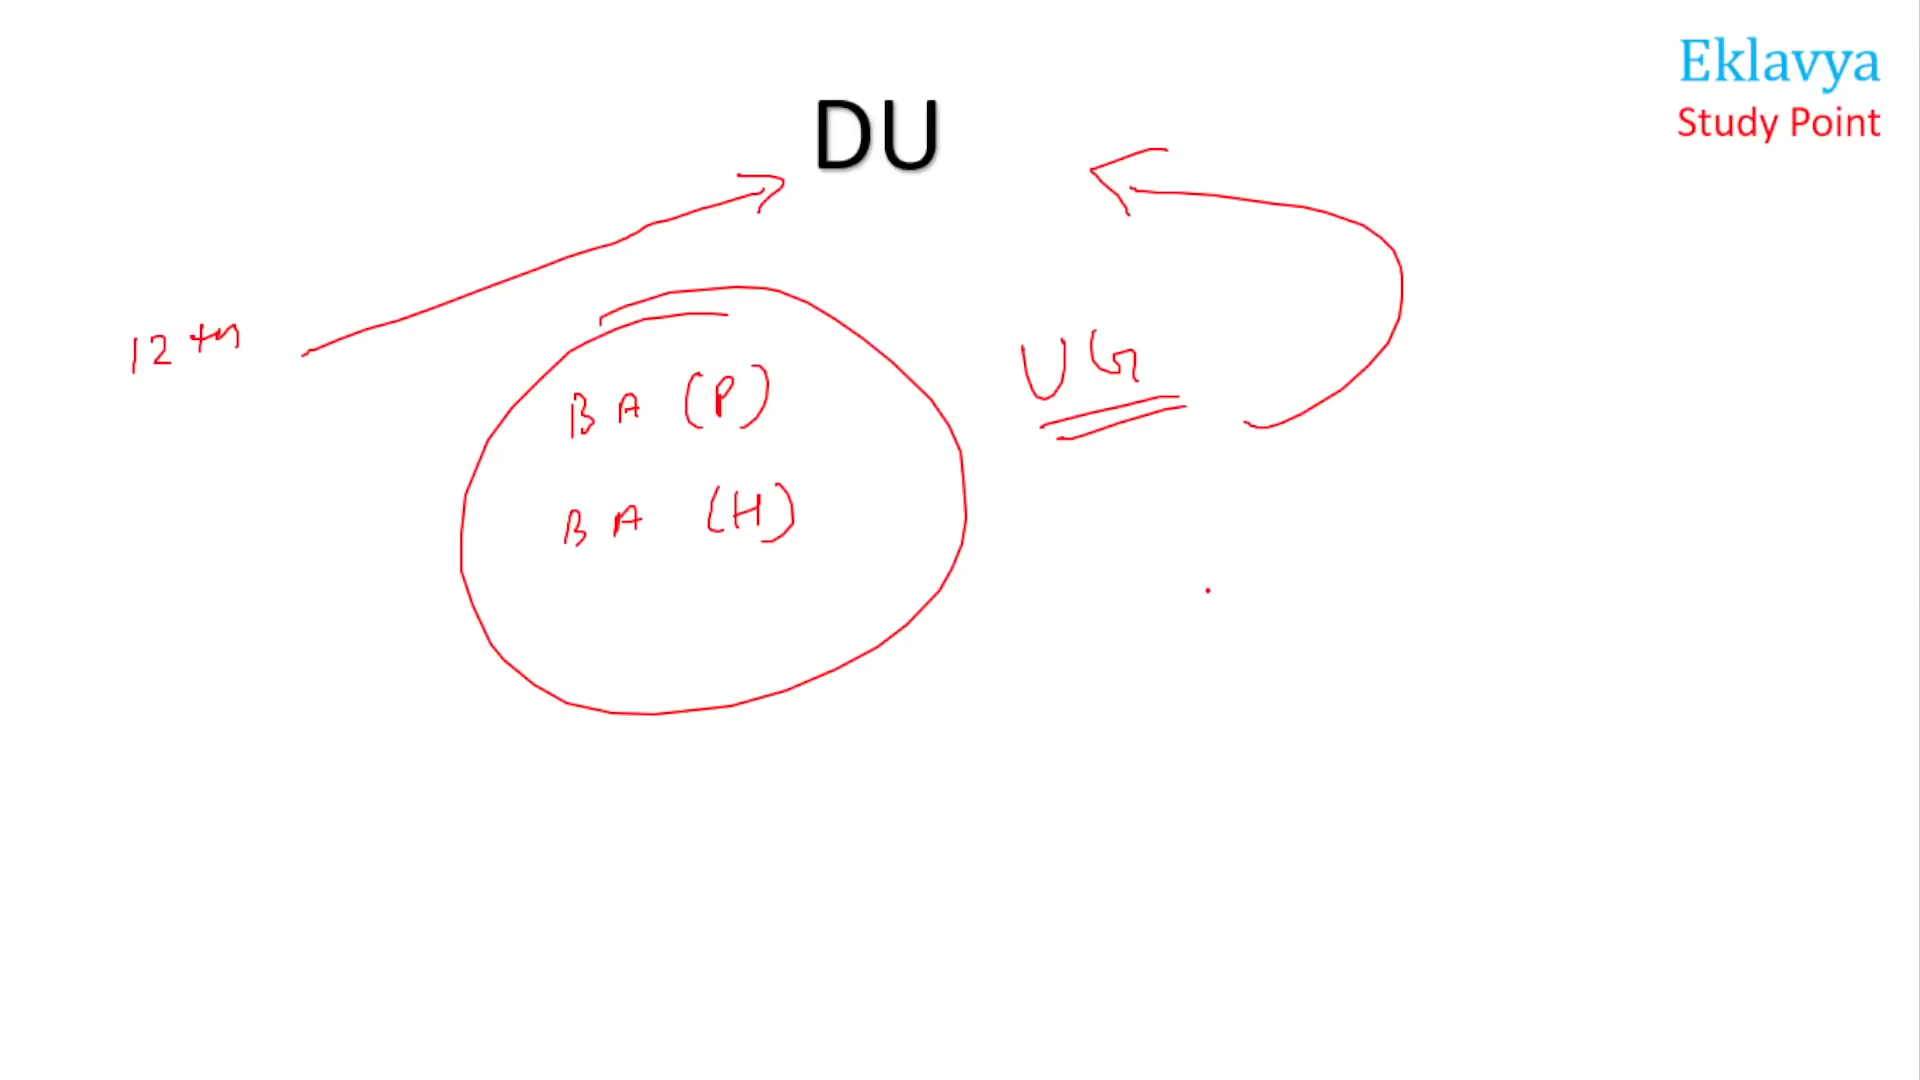 Eklavya
Study Point
DU
12th
UG
BA (P)
BA (H)